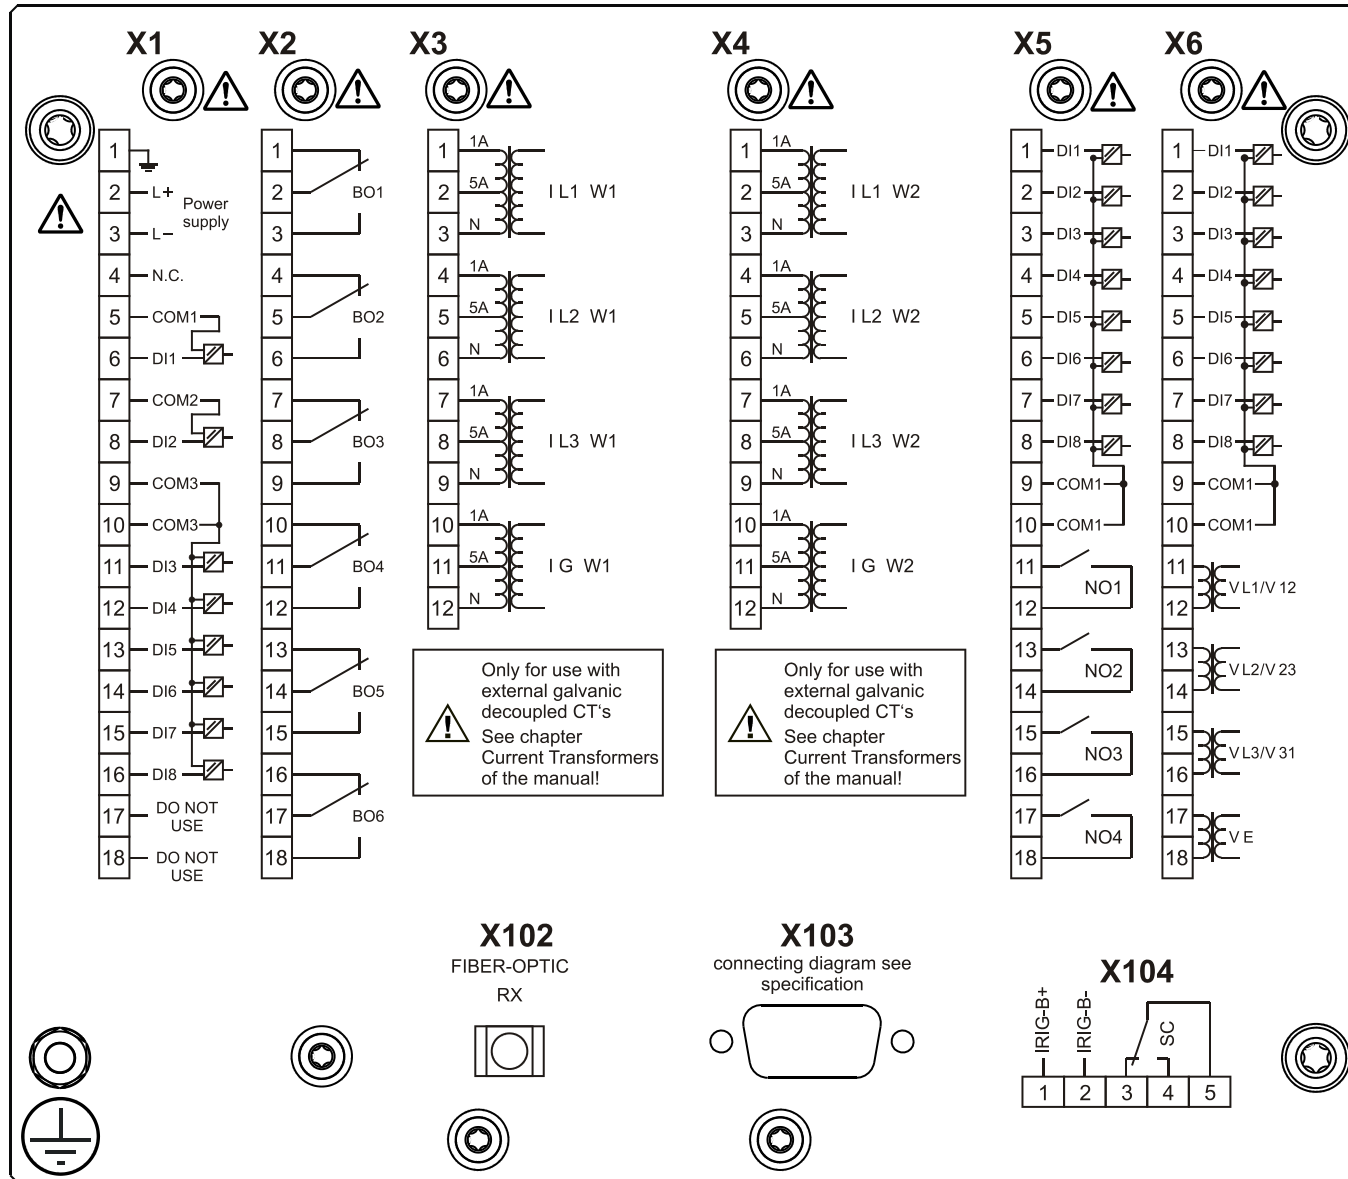 X1
1
2 L+ Power
3 L- supply
4 N.C.
5 COM1
6 DI1
7 COM2
8 DI2
9 COM3
10 COM3
11 DI3
12 DI4
13 DI5
14 DI6
15 DI7
16 DI8
17 DO NOT
USE
18 DO NOT
USE
X2
1
2 BO1
3
4
5 BO2
6
7
8 BO3
9
10
11 BO4
12
13
14 BO5
15
16
17 BO6
18
X3
1 1A
2 5A I L1 W1
3 N
4 1A
5 5A I L2 W1
6 N
7 1A
8 5A I L3 W1
9 N
10 1A
11 5A I G W1
12 N
Only for use with
external galvanic
decoupled CT‘s
See chapter
Current Transformers
of the manual!
X4
1 1A
2 5A I L1 W2
3 N
4 1A
5 5A I L2 W2
6 N
7 1A
8 5A I L3 W2
9 N
10 1A
11 5A I G W2
12 N
Only for use with
external galvanic
decoupled CT‘s
See chapter
Current Transformers
of the manual!
X5
1 DI1
2 DI2
3 DI3
4 DI4
5 DI5
6 DI6
7 DI7
8 DI8
9 COM1
10 COM1
11
12 NO1
13
14 NO2
15
16 NO3
17
18 NO4
X6
1 DI1
2 DI2
3 DI3
4 DI4
5 DI5
6 DI6
7 DI7
8 DI8
9 COM1
10 COM1
11
12 V L1/V 12
13
14 V L2/V 23
15
16 V L3/V 31
17
18 V E
X102
FIBER-OPTIC
RX
X103
connecting diagram see
specification
X104
IRIG-B+
IRIG-B-
SC
1 2 3 4 5